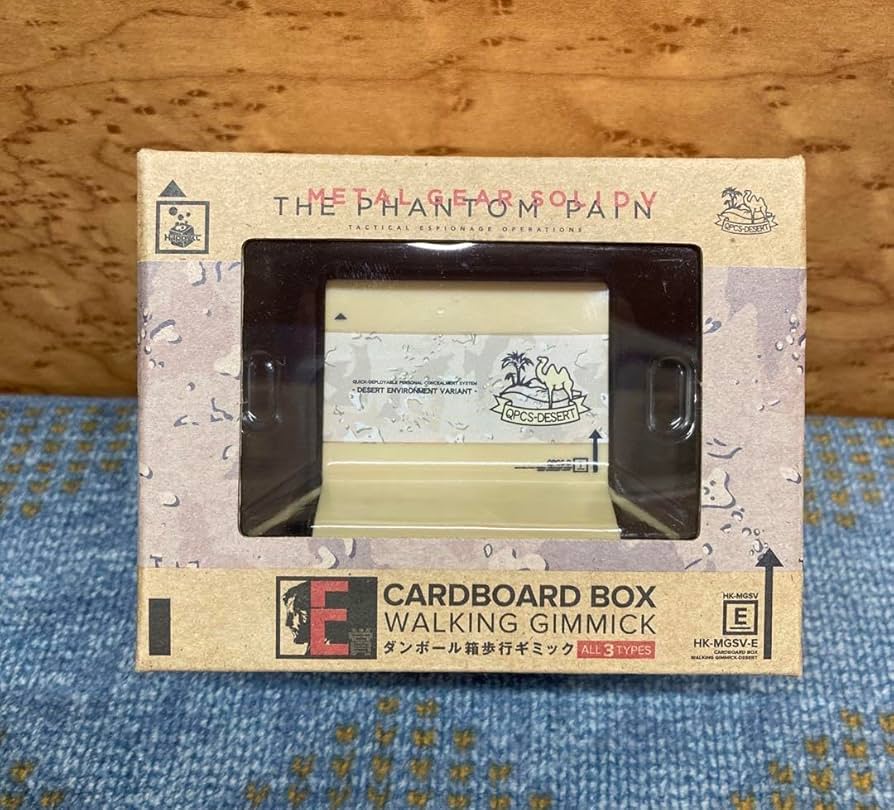 METAL GEAR SOLID V
THE PHANTOM PAIN
TACTICAL ESPIONAGE OPERATIONS
QPCS-DESERT
QUICK-DEPLOYABLE PERSONAL CONCEALMENT SYSTEM
- DESERT ENVIRONMENT VARIANT -
QPCS-DESERT
E
E賞
CARDBOARD BOX
WALKING GIMMICK
ダンボール箱歩行ギミック ALL 3 TYPES
HK-MGSV
E
HK-MGSV-E
CARDBOARD BOX
WALKING GIMMICK-DESERT